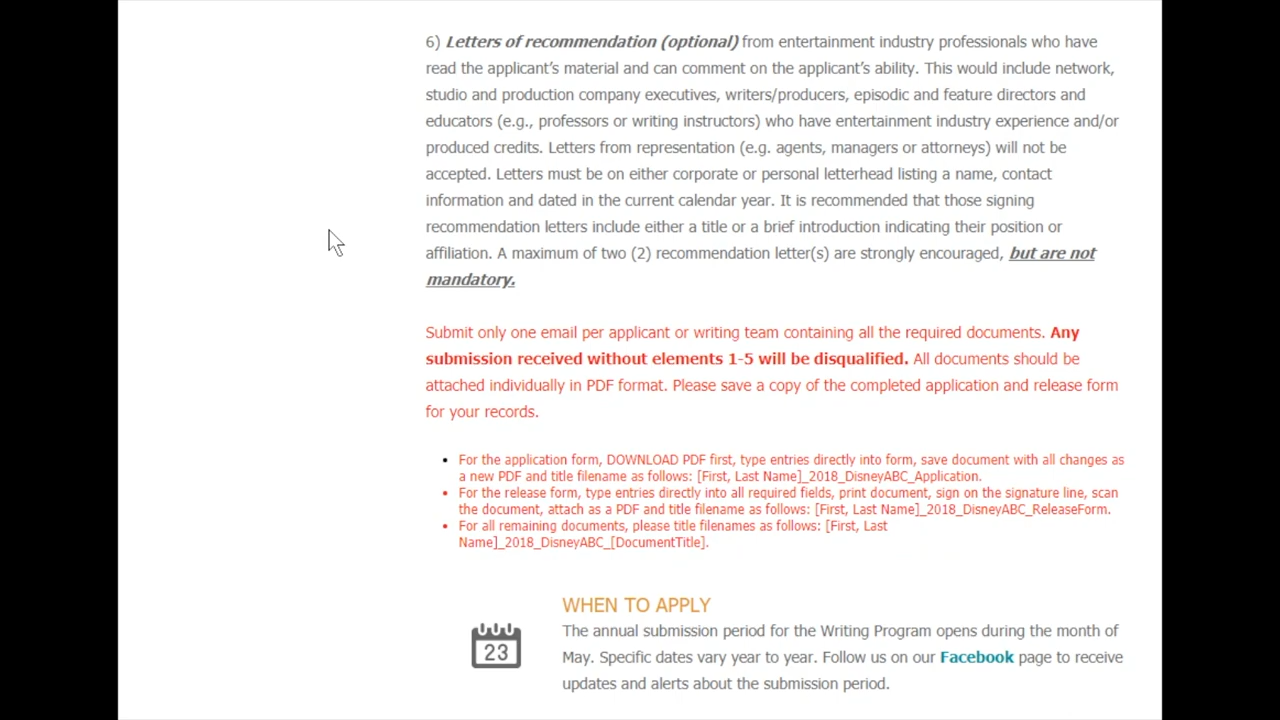 6) Letters of recommendation (optional) from entertainment industry professionals who have
read the applicant's material and can comment on the applicant's ability. This would include network,
studio and production company executives, writers/producers, episodic and feature directors and
educators (e.g., professors or writing instructors) who have entertainment industry experience and/or
produced credits. Letters from representation (e.g. agents, managers or attorneys) will not be
accepted. Letters must be on either corporate or personal letterhead listing a name, contact
information and dated in the current calendar year. It is recommended that those signing
recommendation letters include either a title or a brief introduction indicating their position or
affiliation. A maximum of two (2) recommendation letter(s) are strongly encouraged, but are not
mandatory.
Submit only one email per applicant or writing team containing all the required documents. Any
submission received without elements 1-5 will be disqualified. All documents should be
attached individually in PDF format. Please save a copy of the completed application and release form
for your records.
• For the application form, DOWNLOAD PDF first, type entries directly into form, save document with all changes as
a new PDF and title filename as follows: [First, Last Name]_2018_DisneyABC_Application.
• For the release form, type entries directly into all required fields, print document, sign on the signature line, scan
the document, attach as a PDF and title filename as follows: [First, Last Name]_2018_DisneyABC_ReleaseForm.
• For all remaining documents, please title filenames as follows: [First, Last
Name]_2018_DisneyABC_[DocumentTitle].
WHEN TO APPLY
The annual submission period for the Writing Program opens during the month of
23
May. Specific dates vary year to year. Follow us on our Facebook page to receive
updates and alerts about the submission period.